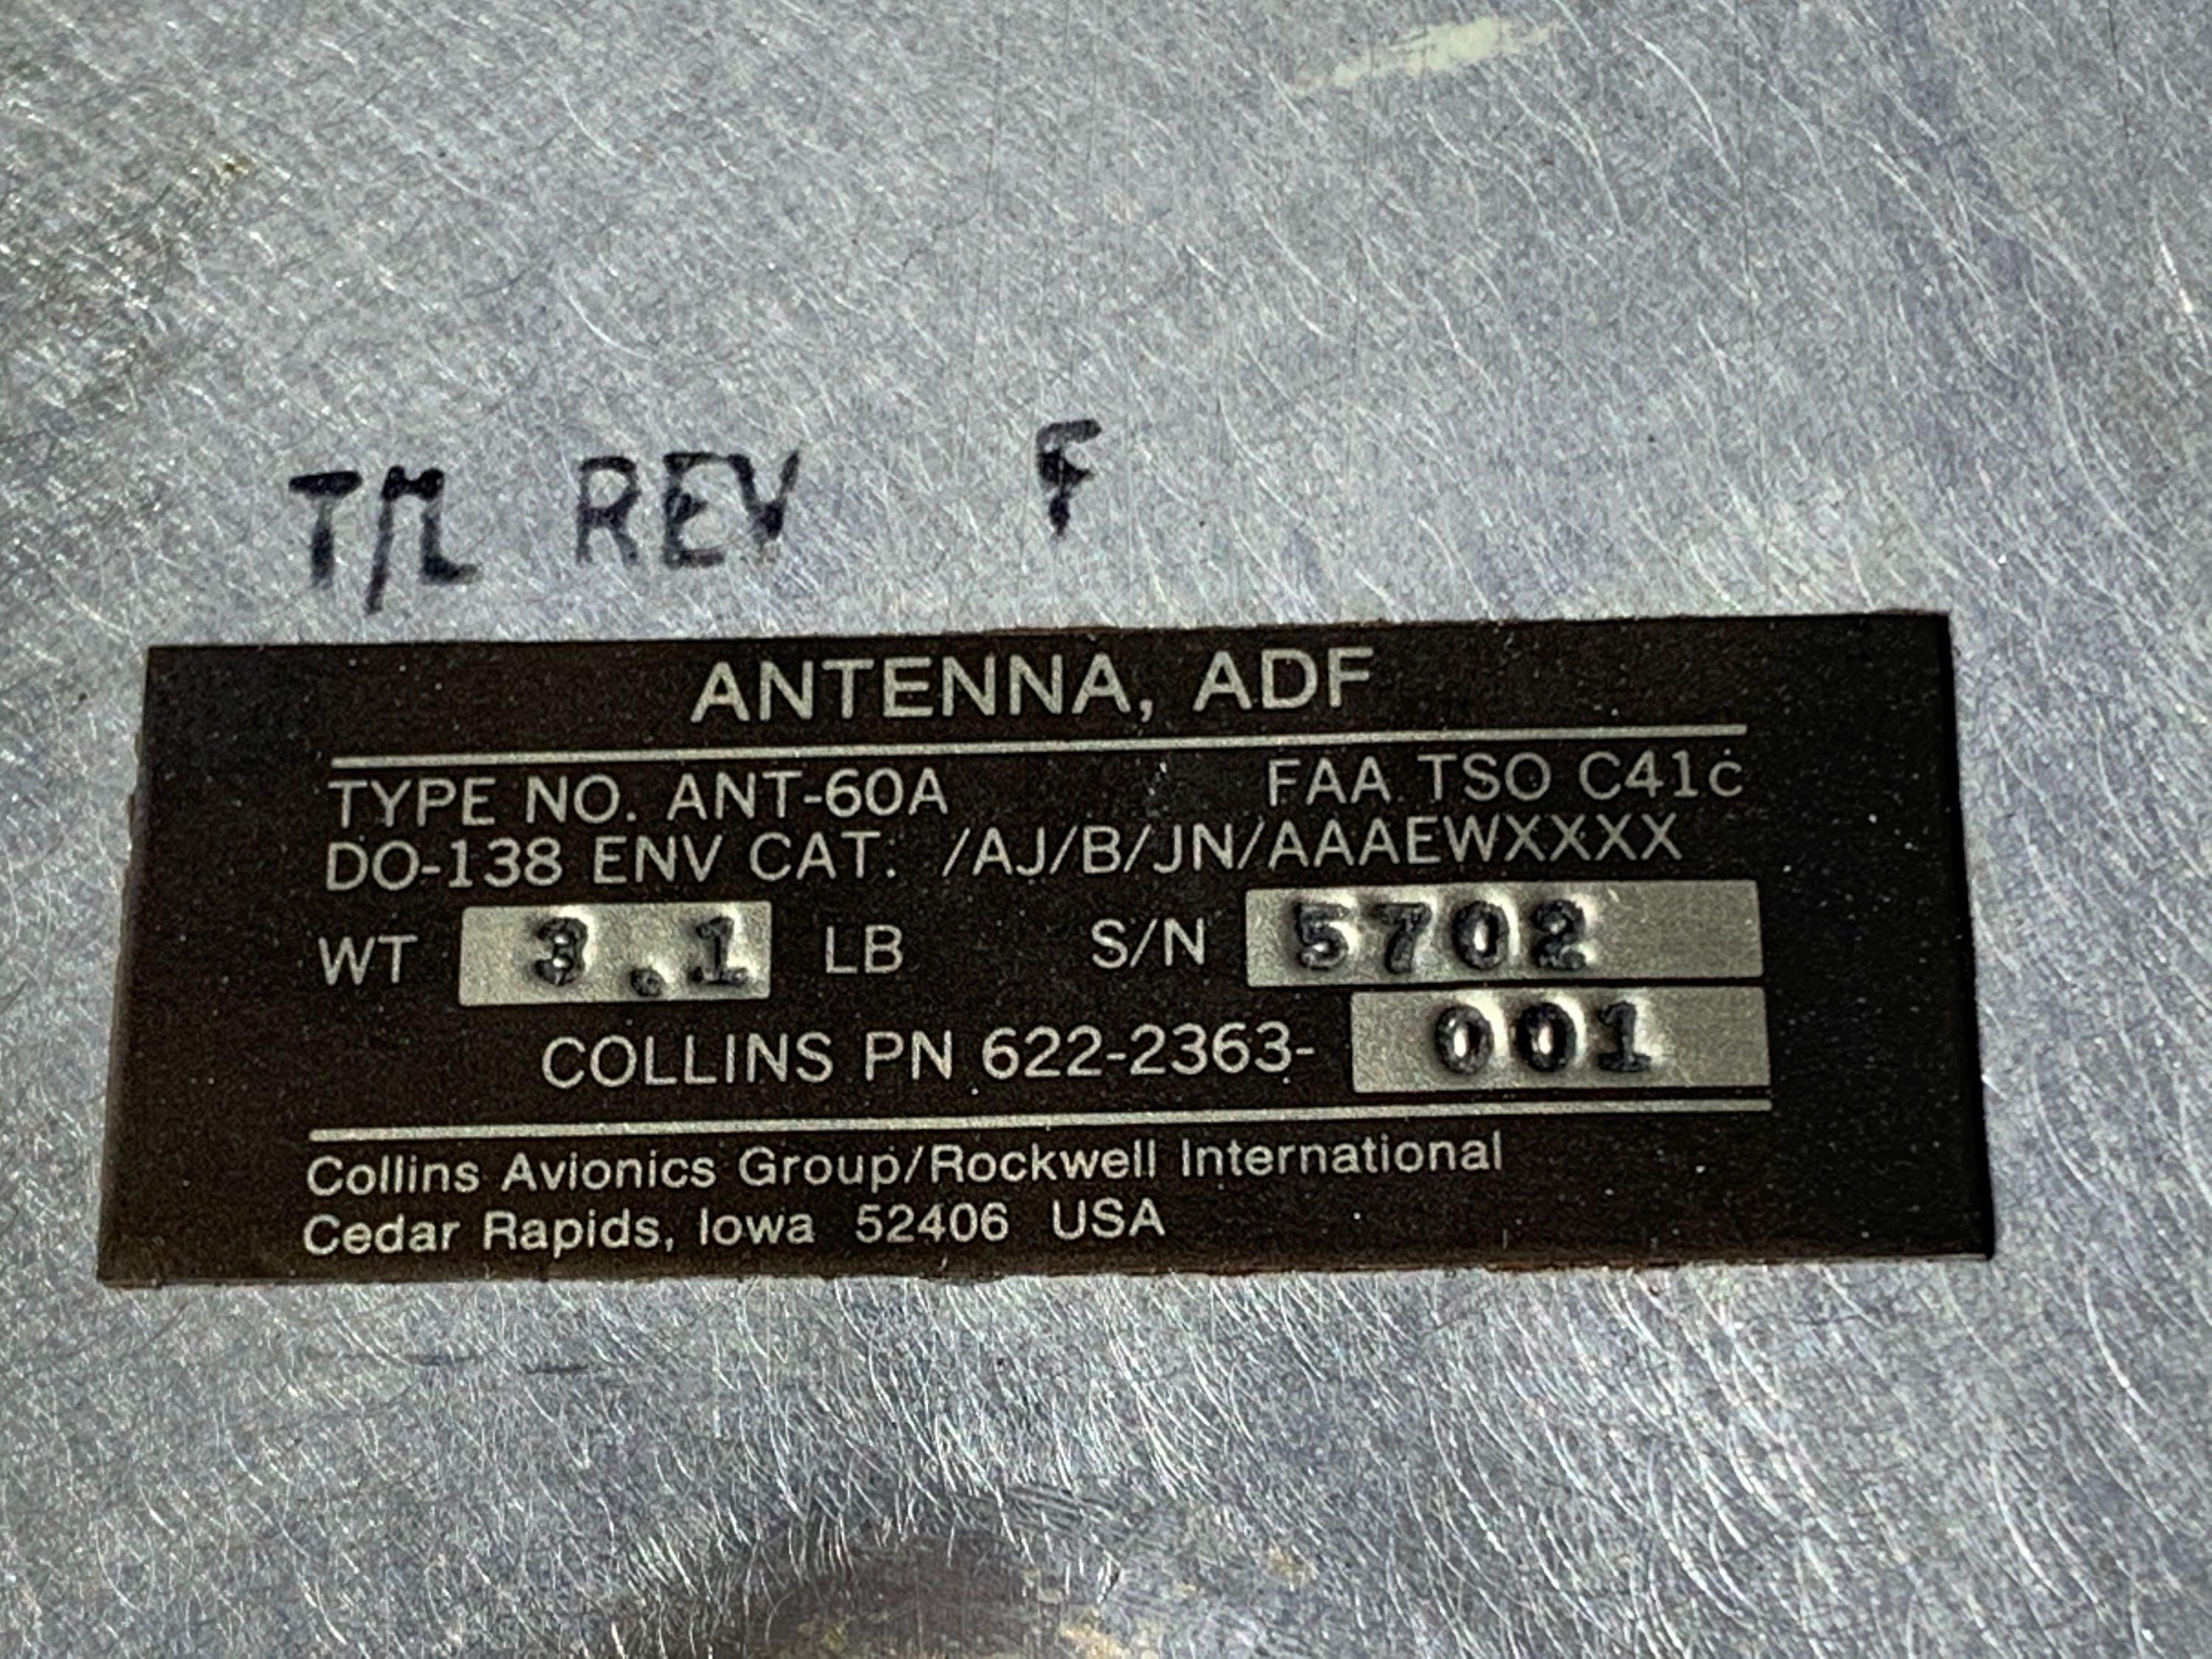 T/L REV F
ANTENNA, ADF
TYPE NO. ANT-60A FAA TSO C41c
DO-138 ENV CAT. /AJ/B/JN/AAAEWXXXX
WT 3.1 LB S/N 5702
COLLINS PN 622-2363- 001
Collins Avionics Group/Rockwell International
Cedar Rapids, Iowa 52406 USA